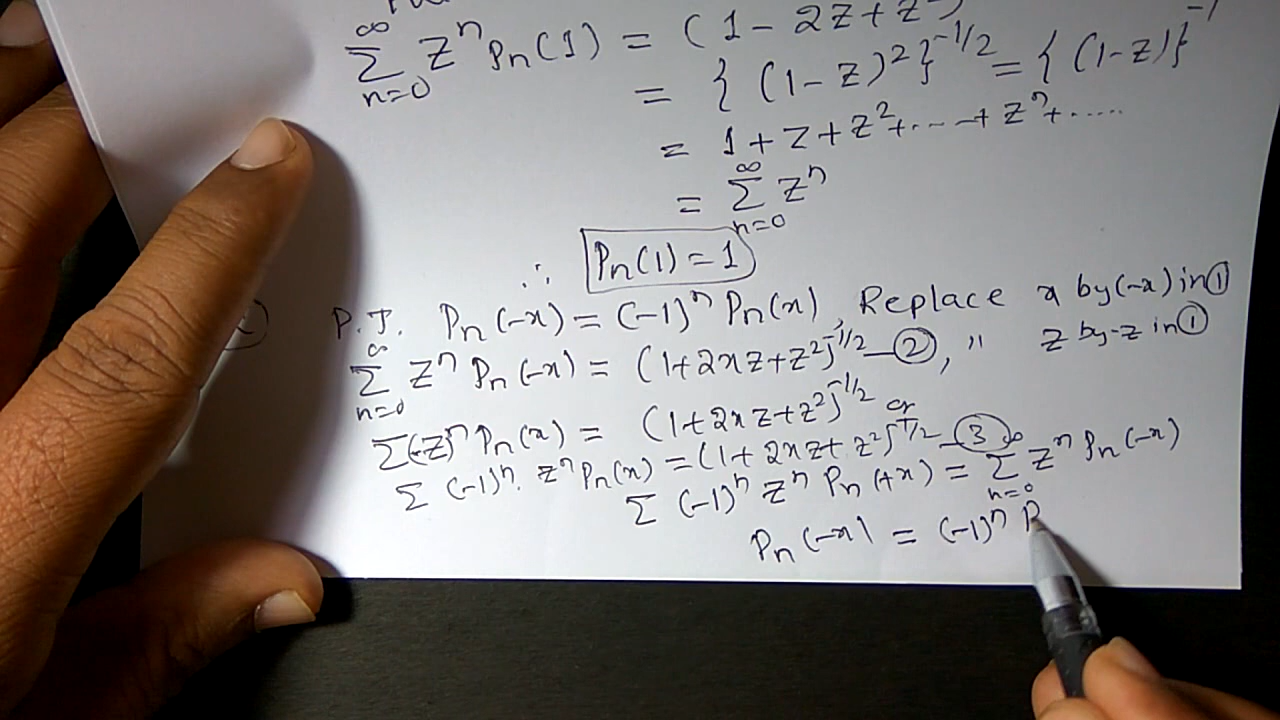 ∞
Σ zⁿ Pn(1) = (1 - 2z + z²)
n=0
= { (1-z)² }^-1/2 = { (1-z)}^-1
= 1 + z + z² + ... + zⁿ + .....
∞
= Σ zⁿ
n=0
∴ Pn(1) = 1
P.T. Pn(-x) = (-1)ⁿ Pn(x), Replace x by (-x) in ①
∞
Σ zⁿ Pn(-x) = (1+2xz+z²)^-1/2 — ②, " z by -z in ①
n=0
Σ(-z)ⁿ Pn(x) = (1+2xz+z²)^-1/2 or
Σ (-1)ⁿ. zⁿ Pn(x) = (1+2xz+z²)^-1/2 — ③
Σ (-1)ⁿ zⁿ Pn(+x) = ∞ Σ n=0 zⁿ Pn(-x)
Pn(-x) = (-1)ⁿ P